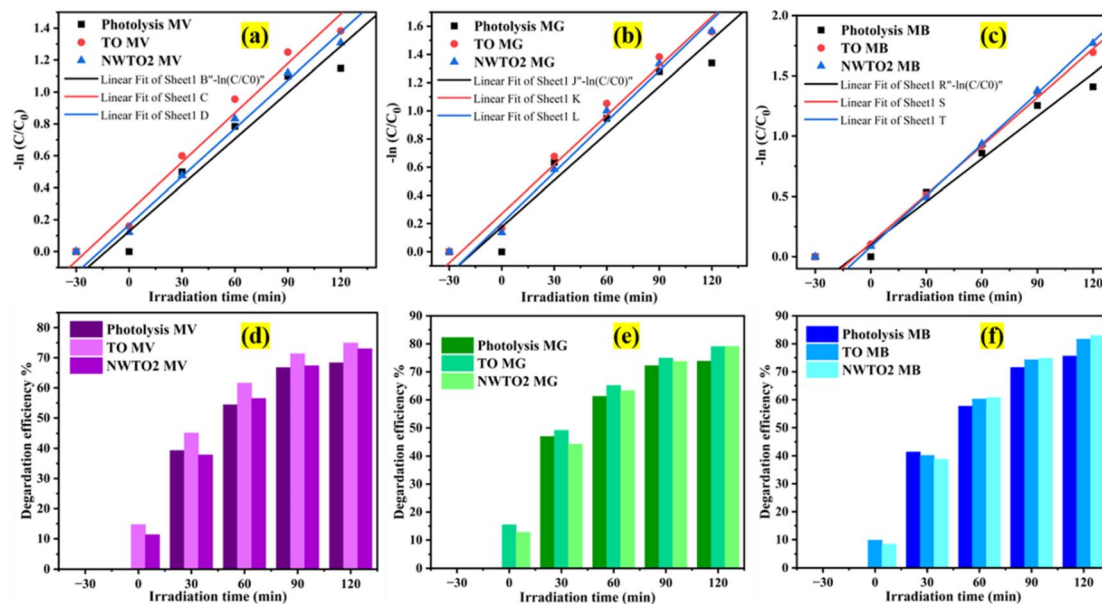 (a)
Photolysis MV
TO MV
NWTO2 MV
Linear Fit of Sheet1 B"-ln(C/C0)"
Linear Fit of Sheet1 C
Linear Fit of Sheet1 D
-ln (C/C0)
1.4
1.2
1.0
0.8
0.6
0.4
0.2
0.0
−30 0 30 60 90 120
Irradiation time (min)
(b)
Photolysis MG
TO MG
NWTO2 MG
Linear Fit of Sheet1 J"-ln(C/C0)"
Linear Fit of Sheet1 K
Linear Fit of Sheet1 L
-ln (C/C0)
1.6
1.4
1.2
1.0
0.8
0.6
0.4
0.2
0.0
−30 0 30 60 90 120
Irradiation time (min)
(c)
Photolysis MB
TO MB
NWTO2 MB
Linear Fit of Sheet1 R"-ln(C/C0)"
Linear Fit of Sheet1 S
Linear Fit of Sheet1 T
-ln (C/C0)
2.0
1.5
1.0
0.5
0.0
−30 0 30 60 90 120
Irradiation time (min)
(d)
Photolysis MV
TO MV
NWTO2 MV
Degardation efficiency %
80
70
60
50
40
30
20
10
0
−30 0 30 60 90 120
Irradiation time (min)
(e)
Photolysis MG
TO MG
NWTO2 MG
Degardation efficiency %
90
80
70
60
50
40
30
20
10
0
−30 0 30 60 90 120
Irradiation time (min)
(f)
Photolysis MB
TO MB
NWTO2 MB
Degardation efficiency %
90
80
70
60
50
40
30
20
10
0
−30 0 30 60 90 120
Irradiation time (min)